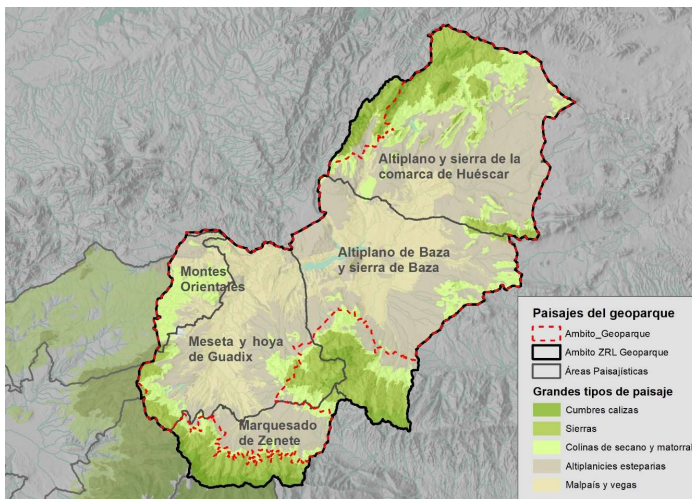 Altiplano y sierra de la
comarca de Huéscar
Altiplano de Baza
y sierra de Baza
Montes
Orientales
Meseta y hoya
de Guadix
Marquesado
de Zenete
Paisajes del geoparque
Ambito_Geoparque
Ambito ZRL Geoparque
Áreas Paisajísticas
Grandes tipos de paisaje
Cumbres calizas
Sierras
Colinas de secano y matorral
Altiplanicies esteparias
Malpaís y vegas